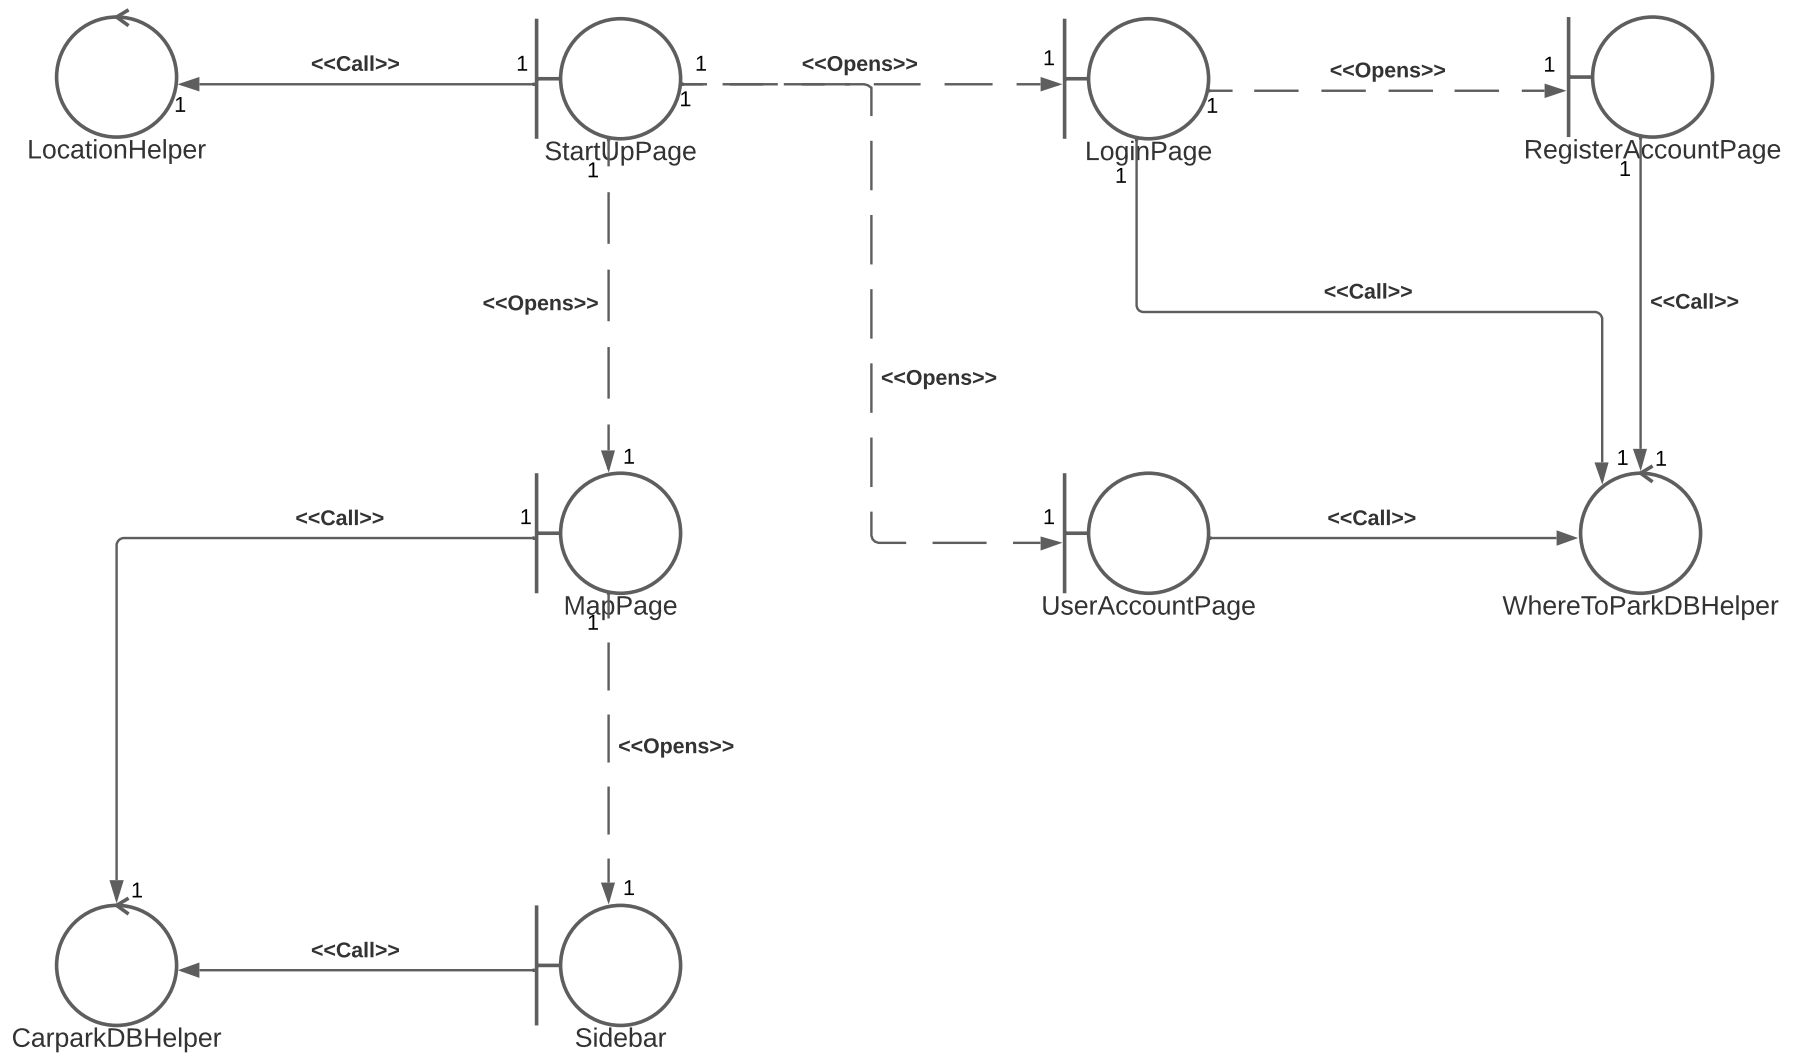 <<Call>>
1
1
<<Opens>>
1
<<Opens>>
1
1
1
1
LocationHelper
StartUpPage
LoginPage
RegisterAccountPage
1
1
1
<<Call>>
<<Opens>>
<<Call>>
<<Opens>>
1
1
1
<<Call>>
1
1
<<Call>>
MapPage
UserAccountPage
WhereToParkDBHelper
1
<<Opens>>
1
1
<<Call>>
CarparkDBHelper
Sidebar